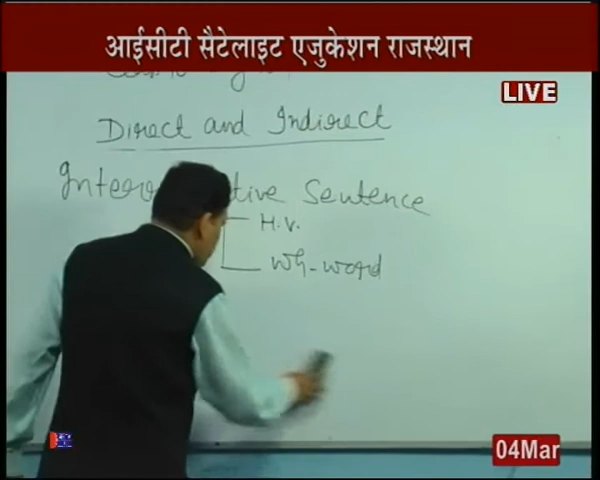 आईसीटी सैटेलाइट एजुकेशन राजस्थान
LIVE
Direct and Indirect
Sentence
H.V.
Wh-word
04Mar